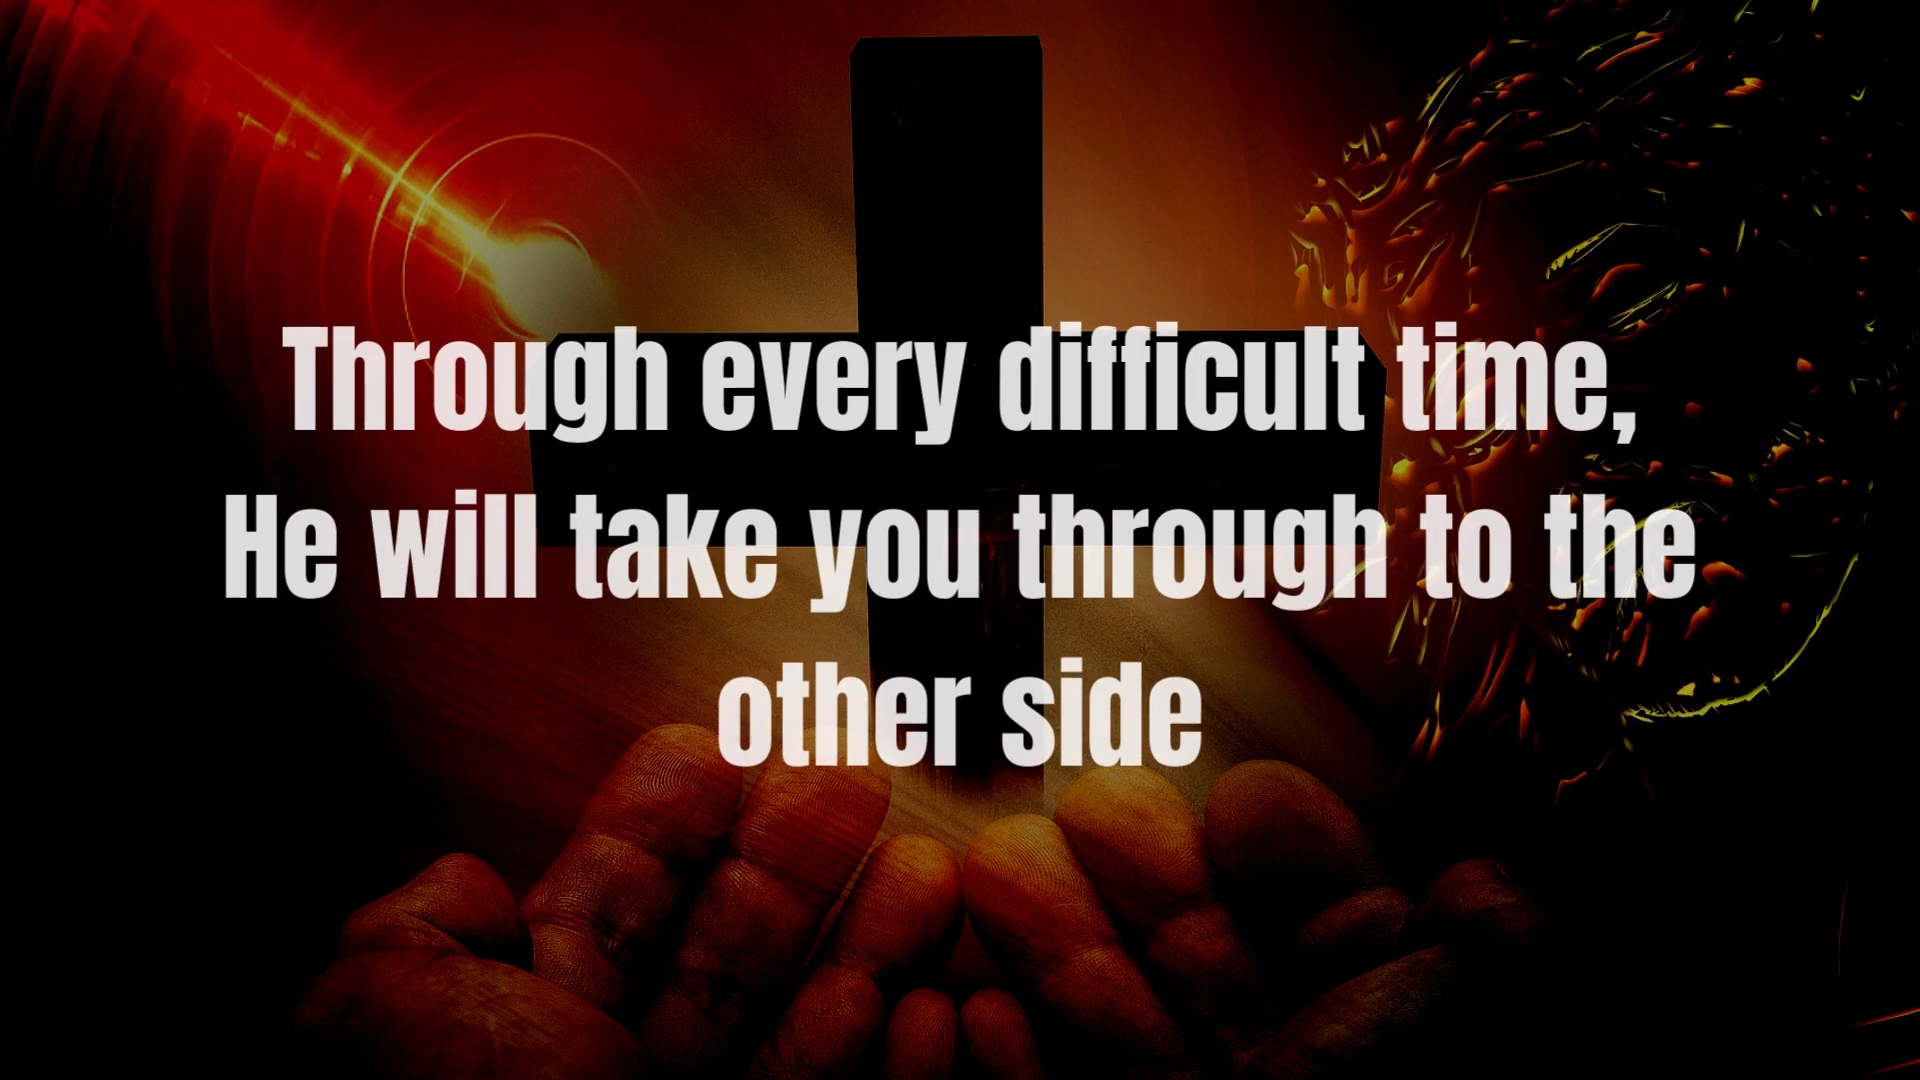 Through every difficult time,
He will take you through to the
other side